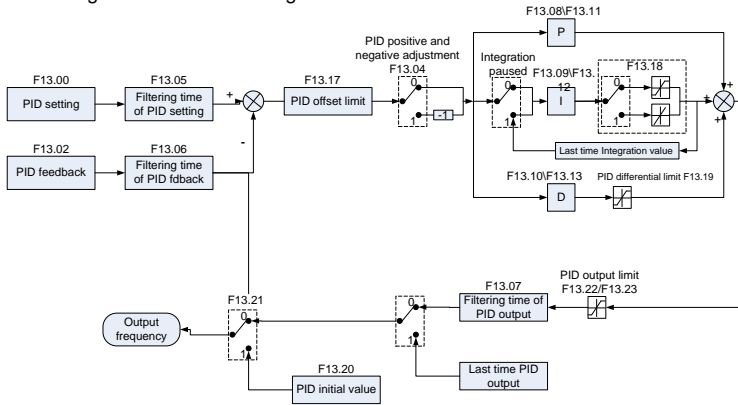 F13.08\F13.11
P
PID positive and
negative adjustment
F13.04
Integration
paused
F13.09\F13.
12
F13.18
F13.00
PID setting
F13.05
Filtering time
of PID setting
+
F13.17
PID offset limit
0
1
-1
0
1
I
0
1
+
+
+
Last time Integration value
-
F13.02
PID feedback
F13.06
Filtering time
of PID fdback
F13.10\F13.13
D
PID differential limit F13.19
PID output limit
F13.22/F13.23
F13.07
Filtering time of
PID output
F13.21
0
1
0
1
Output
frequency
Last time PID
output
F13.20
PID initial value